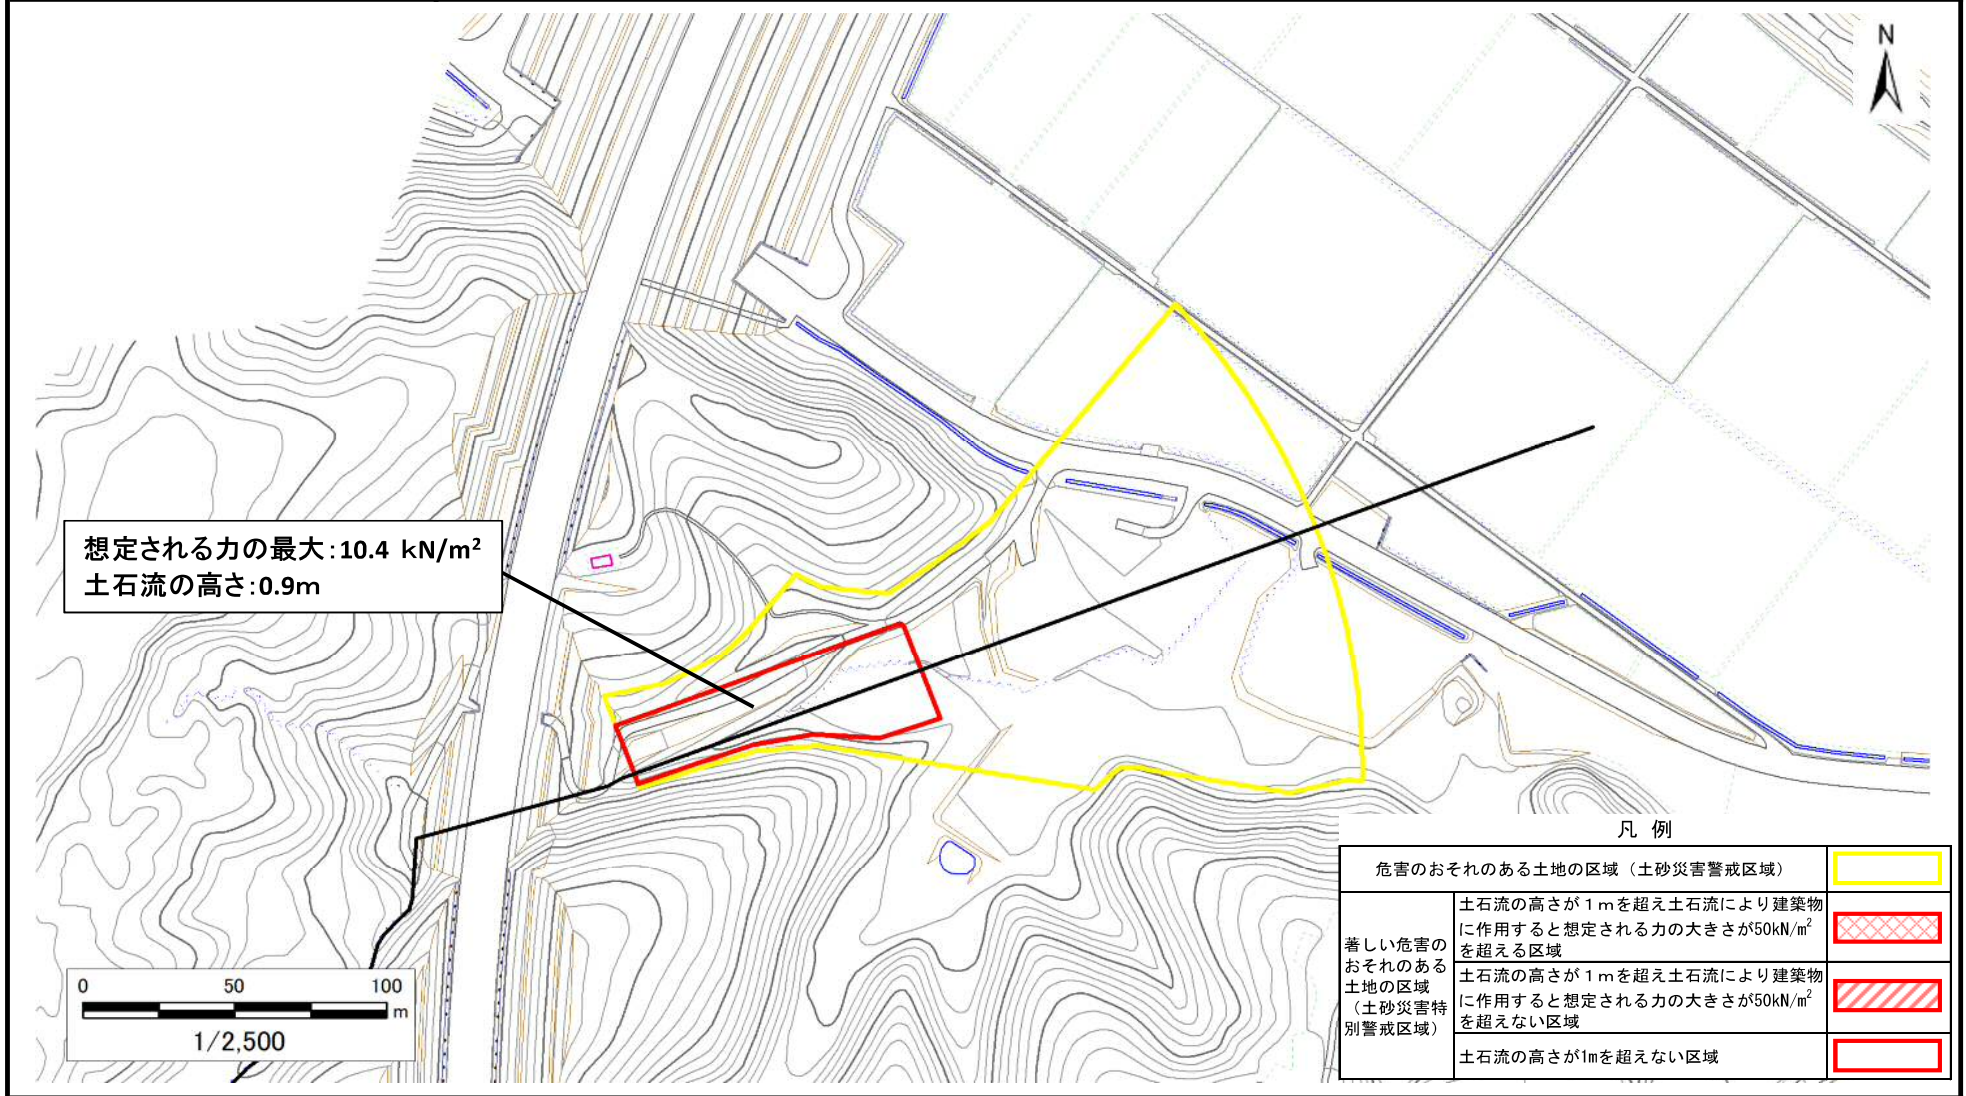 N
想定される力の最大：10.4 kN/m²
土石流の高さ：0.9m
0 50 100
m
1/2,500
凡 例
危害のおそれのある土地の区域（土砂災害警戒区域）
著しい危害の
おそれのある
土地の区域
（土砂災害特
別警戒区域）
土石流の高さが１ｍを超え土石流により建築物
に作用すると想定される力の大きさが50kN/m²
を超える区域
土石流の高さが１ｍを超え土石流により建築物
に作用すると想定される力の大きさが50kN/m²
を超えない区域
土石流の高さが1mを超えない区域